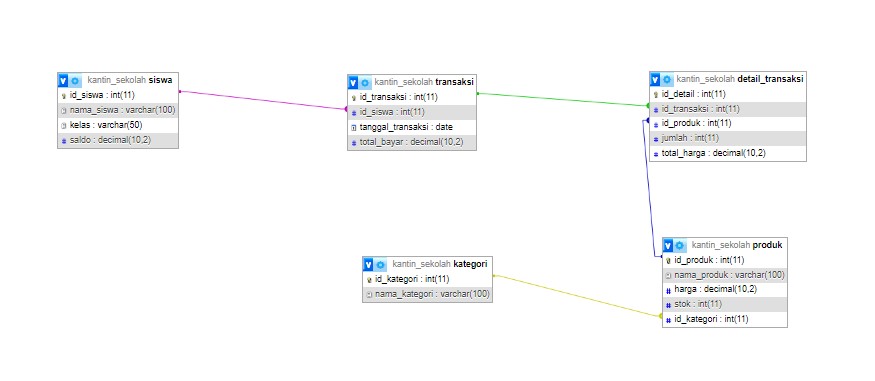 kantin_sekolah siswa
id_siswa : int(11)
nama_siswa : varchar(100)
kelas : varchar(50)
saldo : decimal(10,2)
kantin_sekolah transaksi
id_transaksi : int(11)
id_siswa : int(11)
tanggal_transaksi : date
total_bayar : decimal(10,2)
kantin_sekolah detail_transaksi
id_detail : int(11)
id_transaksi : int(11)
id_produk : int(11)
jumlah : int(11)
total_harga : decimal(10,2)
kantin_sekolah kategori
id_kategori : int(11)
nama_kategori : varchar(100)
kantin_sekolah produk
id_produk : int(11)
nama_produk : varchar(100)
harga : decimal(10,2)
stok : int(11)
id_kategori : int(11)